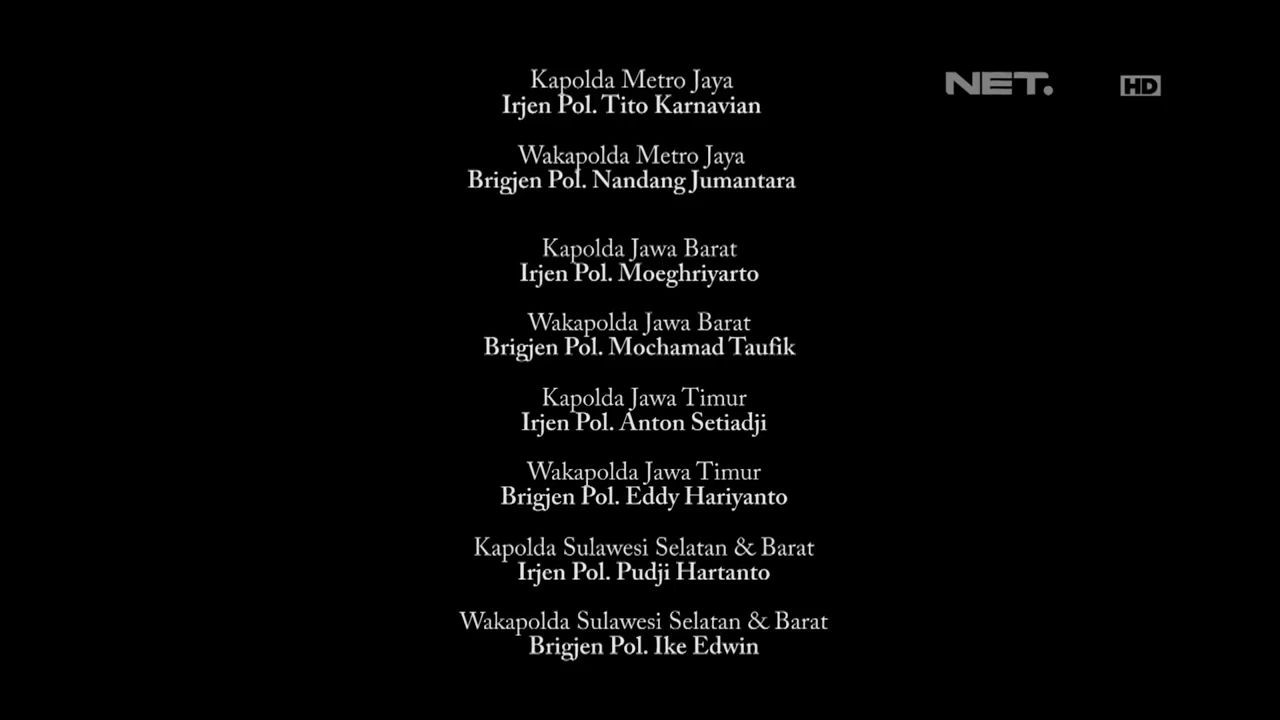 NET. HD
Kapolda Metro Jaya
Irjen Pol. Tito Karnavian
Wakapolda Metro Jaya
Brigjen Pol. Nandang Jumantara
Kapolda Jawa Barat
Irjen Pol. Moeghriyarto
Wakapolda Jawa Barat
Brigjen Pol. Mochamad Taufik
Kapolda Jawa Timur
Irjen Pol. Anton Setiadji
Wakapolda Jawa Timur
Brigjen Pol. Eddy Hariyanto
Kapolda Sulawesi Selatan & Barat
Irjen Pol. Pudji Hartanto
Wakapolda Sulawesi Selatan & Barat
Brigjen Pol. Ike Edwin